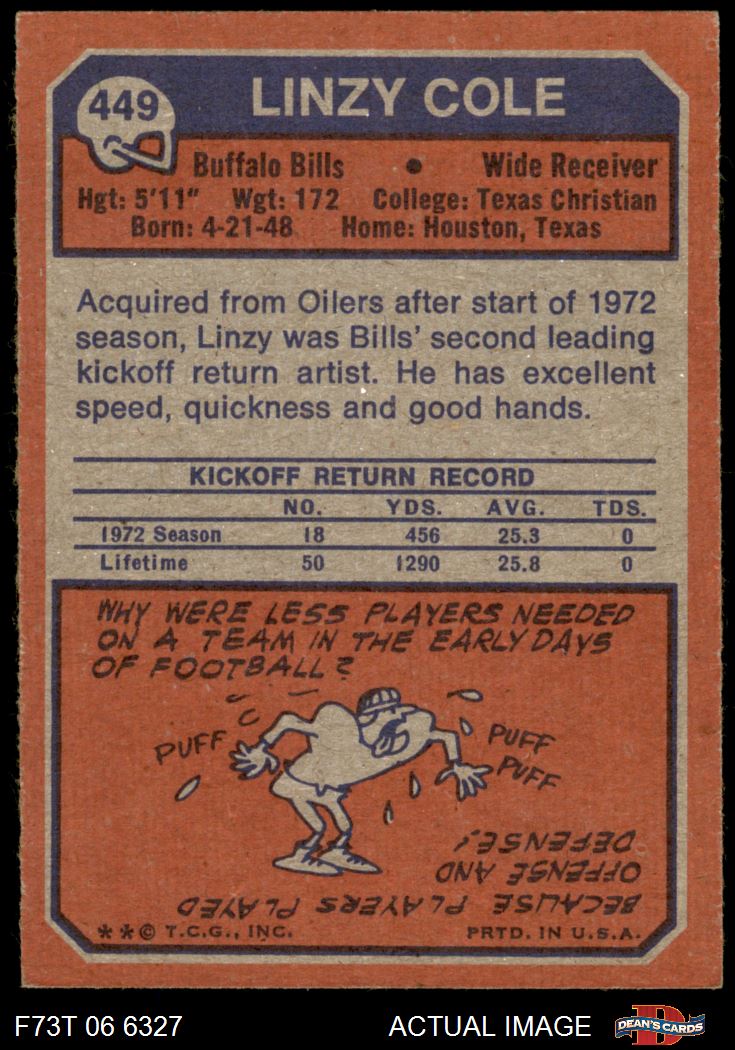 449
LINZY COLE
Buffalo Bills • Wide Receiver
Hgt: 5'11" Wgt: 172 College: Texas Christian
Born: 4-21-48 Home: Houston, Texas
Acquired from Oilers after start of 1972
season, Linzy was Bills' second leading
kickoff return artist. He has excellent
speed, quickness and good hands.
KICKOFF RETURN RECORD
NO. YDS. AVG. TDS.
1972 Season 18 456 25.3 0
Lifetime 50 1290 25.8 0
WHY WERE LESS PLAYERS NEEDED
ON A TEAM IN THE EARLY DAYS
OF FOOTBALL?
PUFF
PUFF
PUFF
BECAUSE PLAYERS PLAYED
OFFENSE AND
DEFENSE!
**© T.C.G., INC. PRTD. IN U.S.A.
F73T 06 6327 ACTUAL IMAGE
D
DEAN'S CARDS